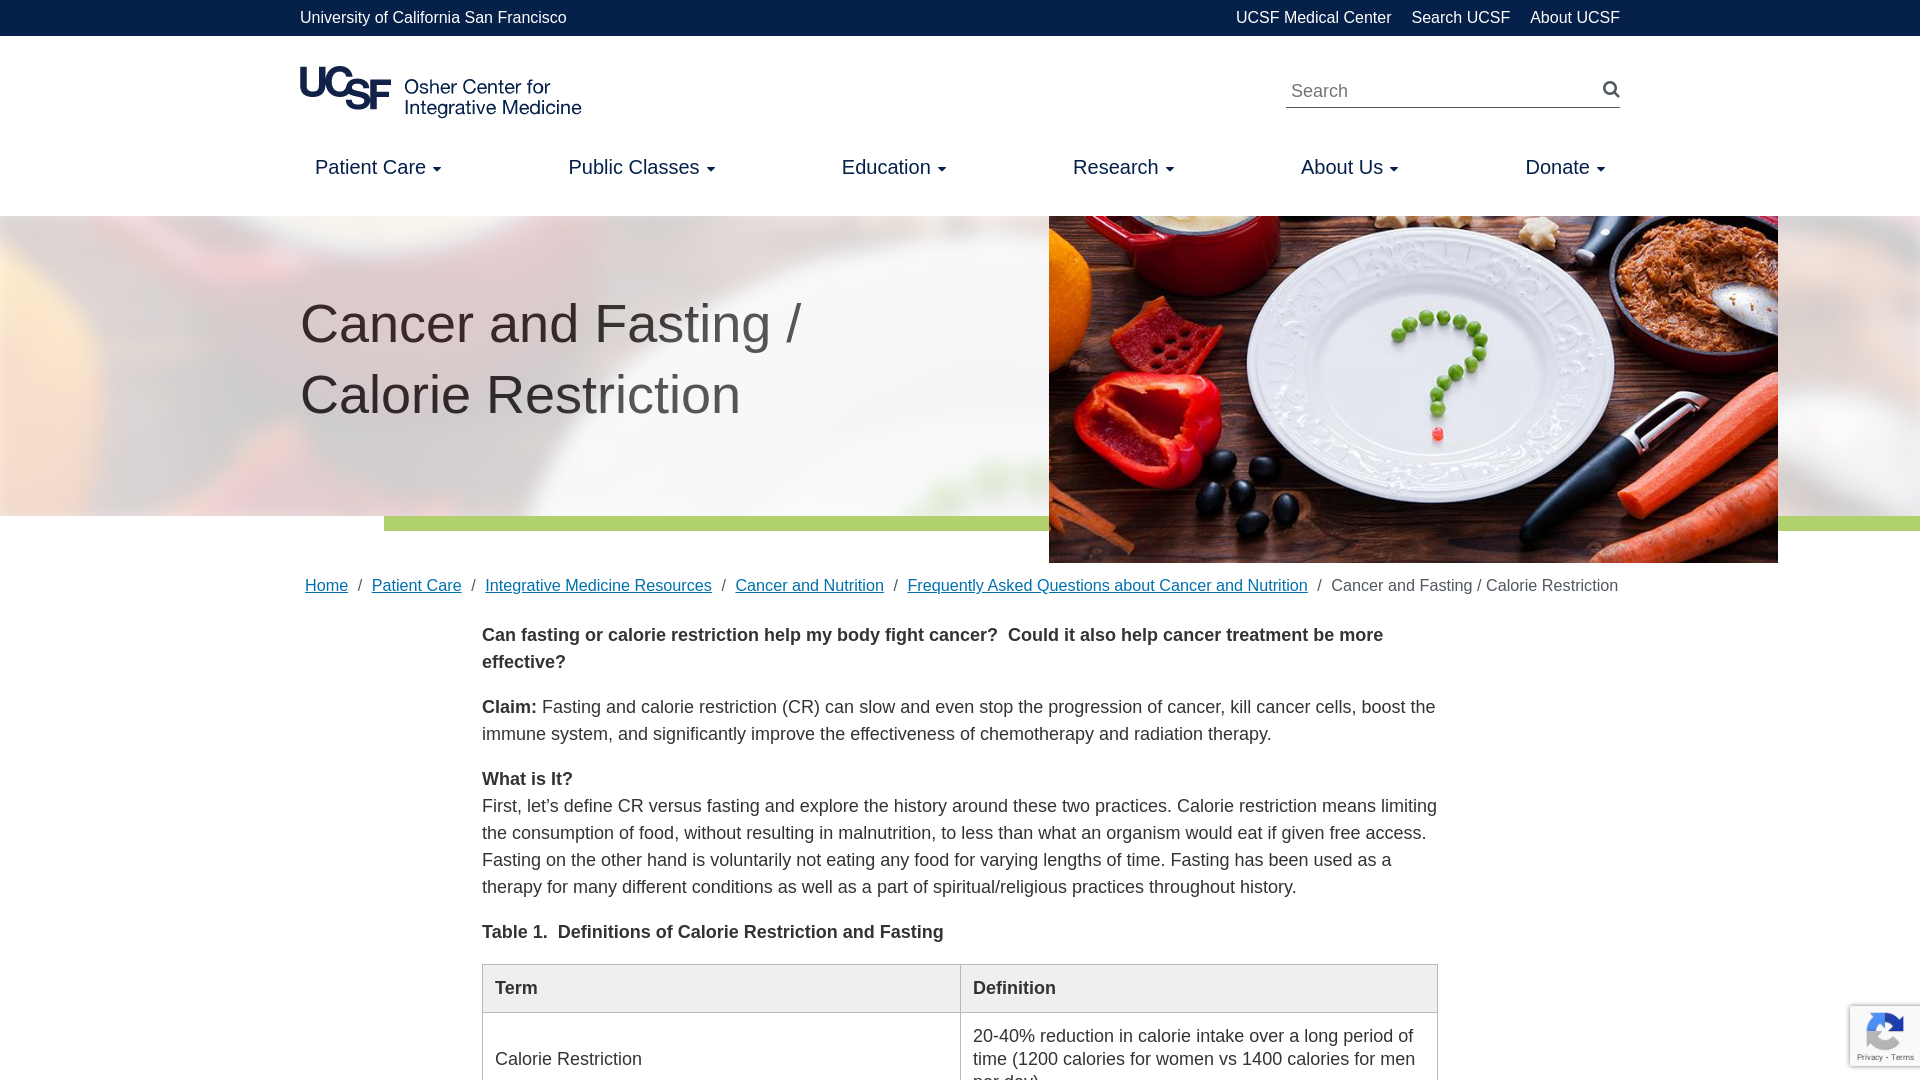 University of California San Francisco
UCSF Medical Center
Search UCSF
About UCSF
UCSF Osher Center for
Integrative Medicine
Search
Patient Care
Public Classes
Education
Research
About Us
Donate
Cancer and Fasting /
Calorie Restriction
Home / Patient Care / Integrative Medicine Resources / Cancer and Nutrition / Frequently Asked Questions about Cancer and Nutrition / Cancer and Fasting / Calorie Restriction
Can fasting or calorie restriction help my body fight cancer?  Could it also help cancer treatment be more
effective?
Claim: Fasting and calorie restriction (CR) can slow and even stop the progression of cancer, kill cancer cells, boost the
immune system, and significantly improve the effectiveness of chemotherapy and radiation therapy.
What is It?
First, let’s define CR versus fasting and explore the history around these two practices. Calorie restriction means limiting
the consumption of food, without resulting in malnutrition, to less than what an organism would eat if given free access.
Fasting on the other hand is voluntarily not eating any food for varying lengths of time. Fasting has been used as a
therapy for many different conditions as well as a part of spiritual/religious practices throughout history.
Table 1.  Definitions of Calorie Restriction and Fasting
Term
Definition
Calorie Restriction
20-40% reduction in calorie intake over a long period of
time (1200 calories for women vs 1400 calories for men
per day)
Privacy - Terms